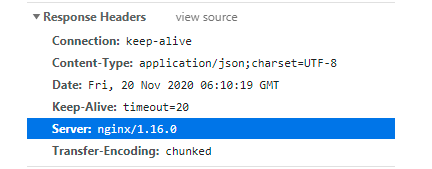 Response Headers view source
Connection: keep-alive
Content-Type: application/json;charset=UTF-8
Date: Fri, 20 Nov 2020 06:10:19 GMT
Keep-Alive: timeout=20
Server: nginx/1.16.0
Transfer-Encoding: chunked